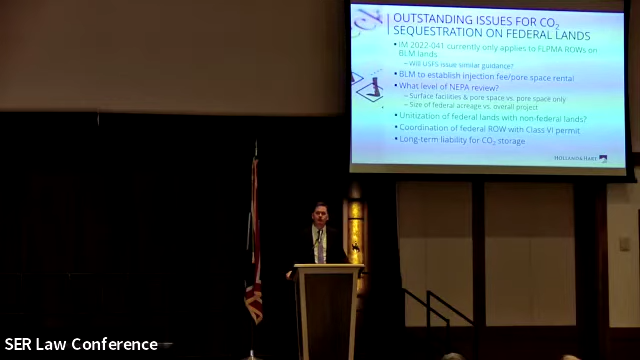 OUTSTANDING ISSUES FOR CO2
SEQUESTRATION ON FEDERAL LANDS
• IM 2022-041 currently only applies to FLPMA ROWs on
BLM lands
– Will USFS issue similar guidance?
• BLM to establish injection fee/pore space rental
• What level of NEPA review?
– Surface facilities & pore space vs. pore space only
– Size of federal acreage vs. overall project
• Unitization of federal lands with non-federal lands?
• Coordination of federal ROW with Class VI permit
• Long-term liability for CO2 storage
HOLLAND & HART
SER Law Conference